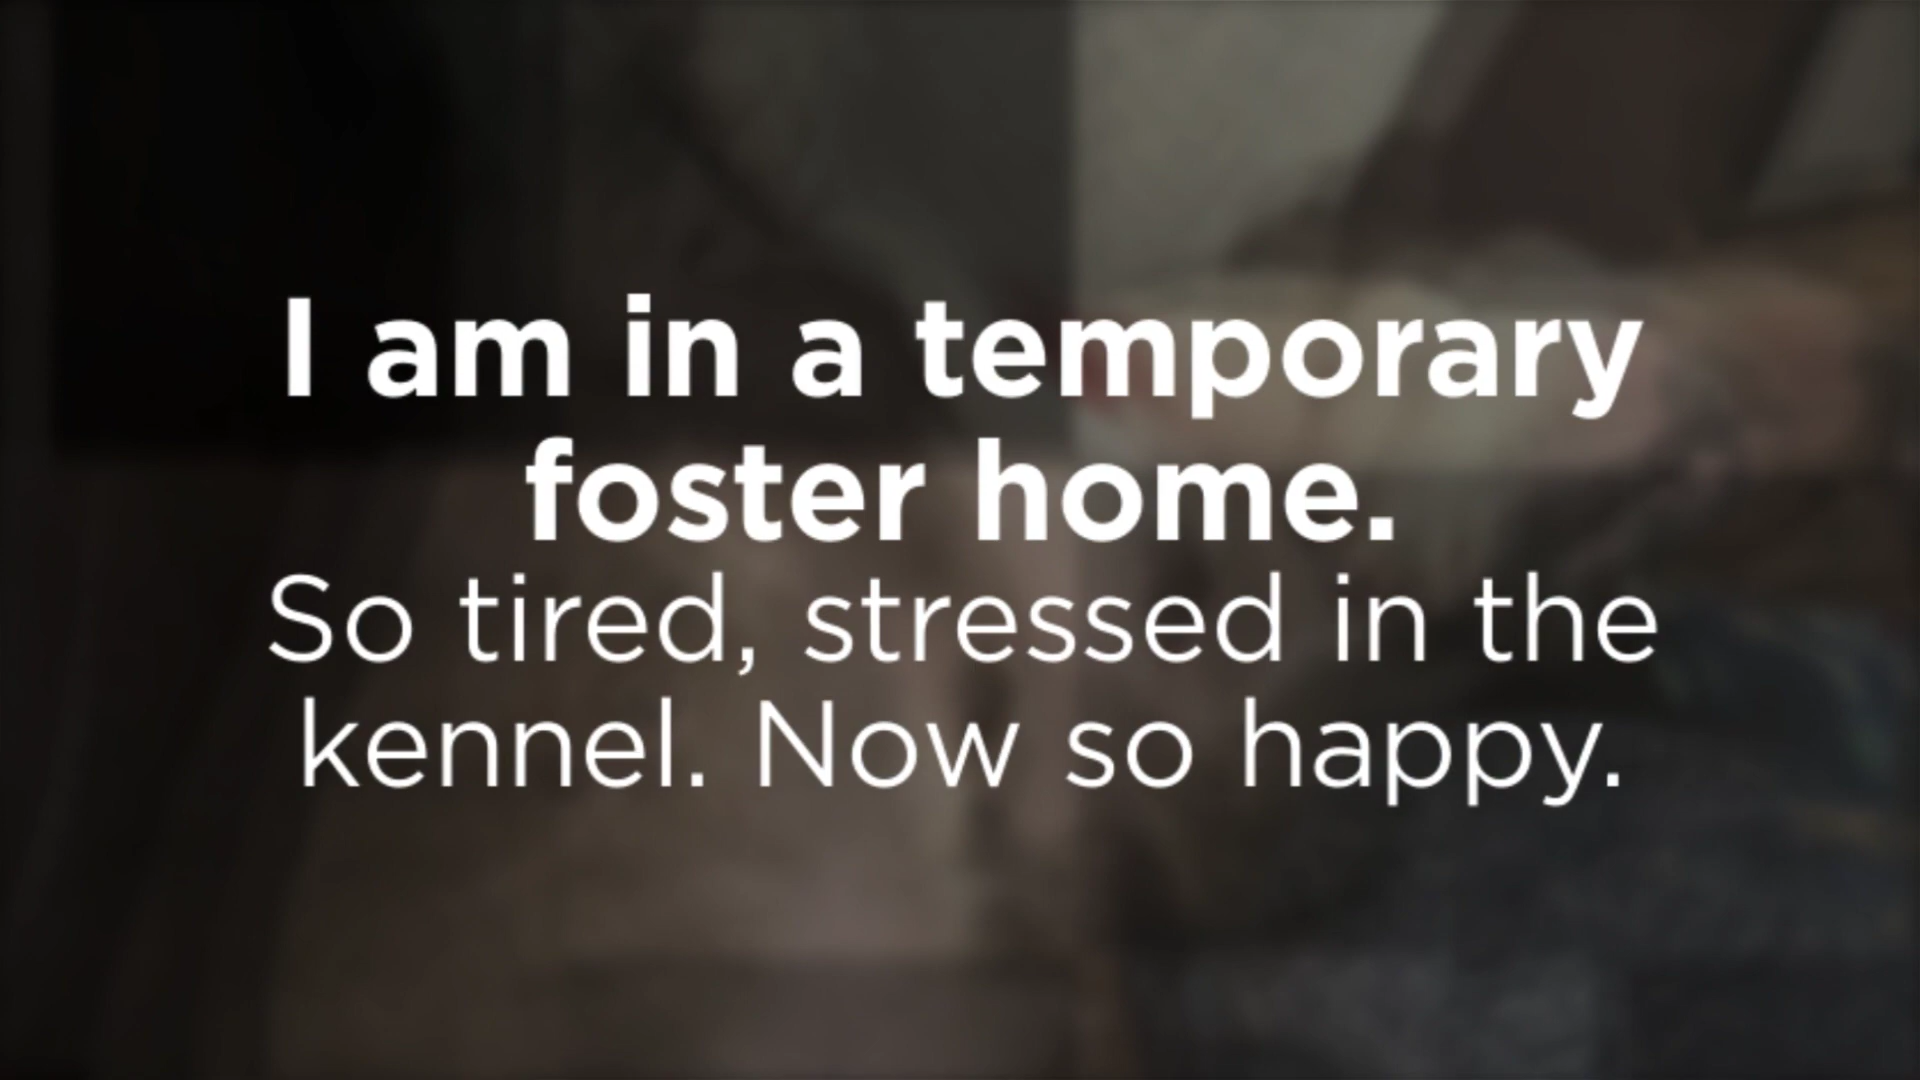 I am in a temporary
foster home.
So tired, stressed in the
kennel. Now so happy.